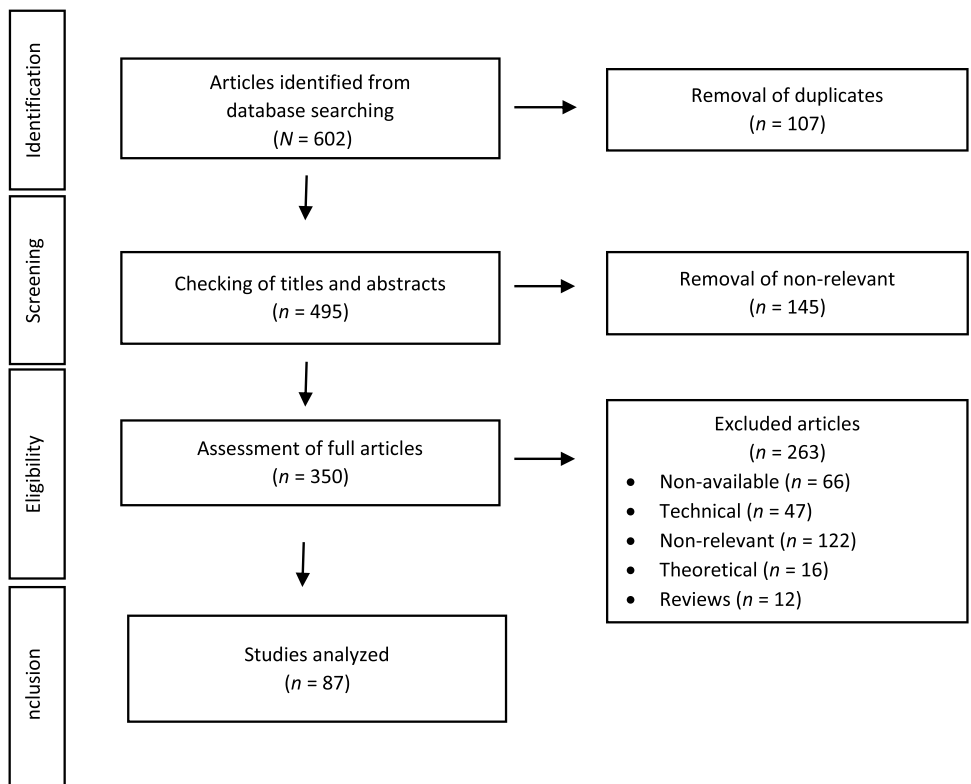 Identification
Articles identified from
database searching
(N = 602)
Removal of duplicates
(n = 107)
Screening
Checking of titles and abstracts
(n = 495)
Removal of non-relevant
(n = 145)
Eligibility
Assessment of full articles
(n = 350)
Excluded articles
(n = 263)
• Non-available (n = 66)
• Technical (n = 47)
• Non-relevant (n = 122)
• Theoretical (n = 16)
• Reviews (n = 12)
nclusion
Studies analyzed
(n = 87)